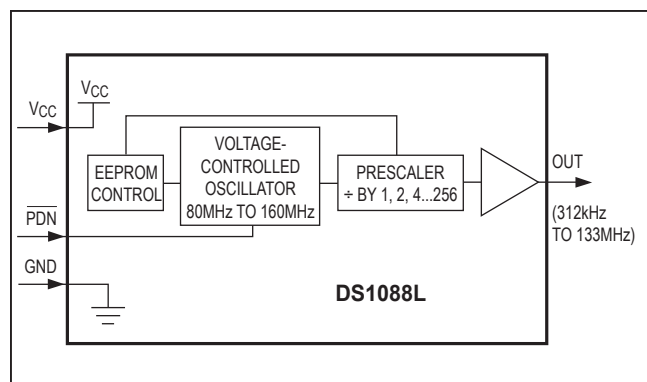 VCC
VCC
EEPROM
CONTROL
VOLTAGE-
CONTROLLED
OSCILLATOR
80MHz TO 160MHz
PRESCALER
÷ BY 1, 2, 4...256
OUT
(312kHz
TO 133MHz)
PDN
GND
DS1088L